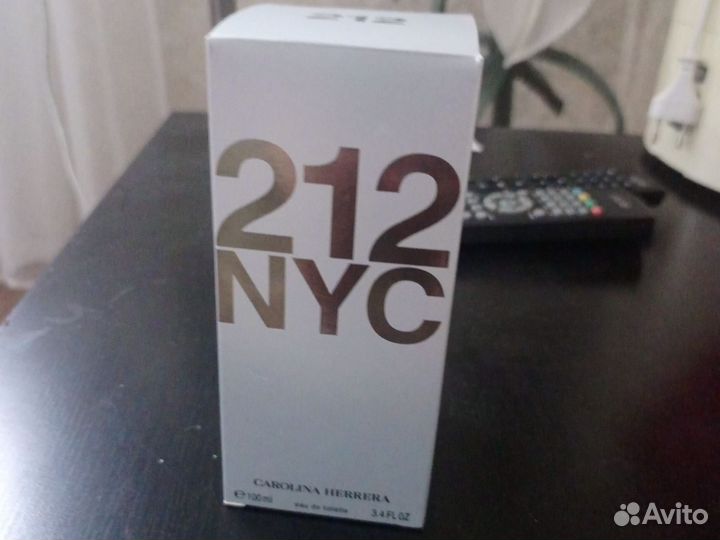 212
212
NYC
CAROLINA HERRERA
℮ 100 ml eau de toilette 3.4 FL OZ
Avito